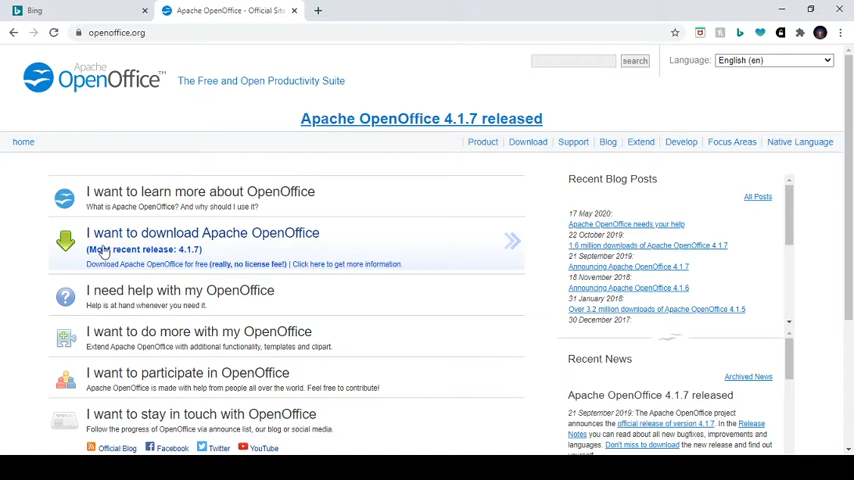 Bing
Apache OpenOffice - Official Site
openoffice.org
Apache
OpenOffice™
The Free and Open Productivity Suite
search
Language: English (en)
Apache OpenOffice 4.1.7 released
home
Product | Download | Support | Blog | Extend | Develop | Focus Areas | Native Language
I want to learn more about OpenOffice
What is Apache OpenOffice? And why should I use it?
I want to download Apache OpenOffice
(Most recent release: 4.1.7)
Download Apache OpenOffice for free (really, no license fee!) | Click here to get more information
I need help with my OpenOffice
Help is at hand whenever you need it.
I want to do more with my OpenOffice
Extend Apache OpenOffice with additional functionality, templates and clipart.
I want to participate in OpenOffice
Apache OpenOffice is made with help from people all over the world. Feel free to contribute!
I want to stay in touch with OpenOffice
Follow the progress of OpenOffice via announce list, our blog or social media.
Official Blog Facebook Twitter YouTube
Recent Blog Posts
All Posts
17 May 2020:
Apache OpenOffice needs your help
22 October 2019:
1.6 million downloads of Apache OpenOffice 4.1.7
21 September 2019:
Announcing Apache OpenOffice 4.1.7
18 November 2018:
Announcing Apache OpenOffice 4.1.6
31 January 2018:
Over 3.2 million downloads of Apache OpenOffice 4.1.5
30 December 2017:
Recent News
Archived News
Apache OpenOffice 4.1.7 released
21 September 2019: The Apache OpenOffice project
announces the official release of version 4.1.7. In the Release
Notes you can read about all new bugfixes, improvements and
languages. Don't miss to download the new release and find out